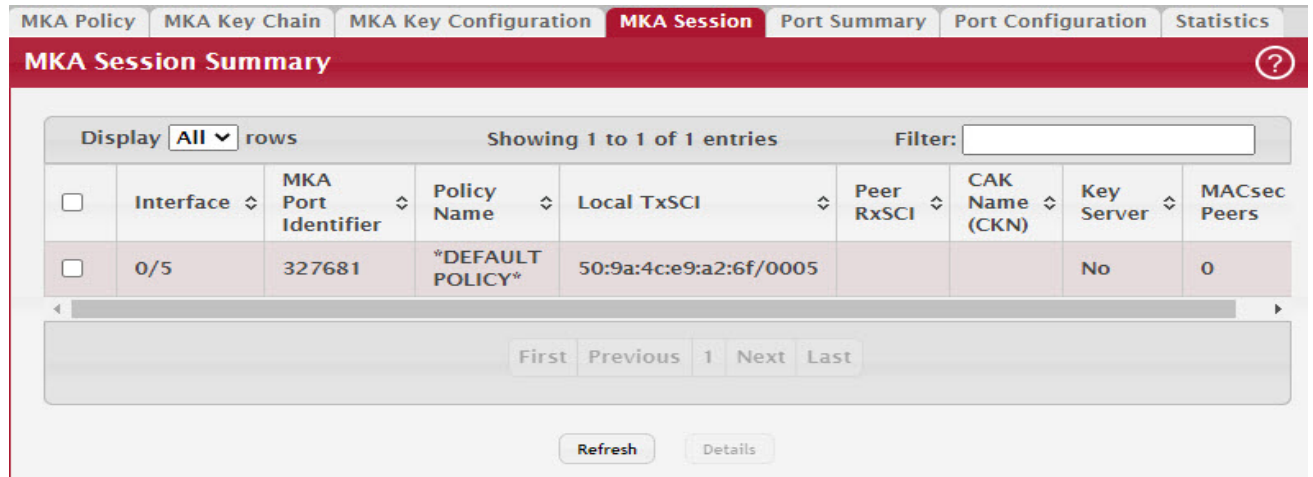 MKA Policy MKA Key Chain MKA Key Configuration MKA Session Port Summary Port Configuration Statistics
MKA Session Summary ?
Display All rows Showing 1 to 1 of 1 entries Filter:
Interface MKA Port Identifier Policy Name Local TxSCI Peer RxSCI CAK Name (CKN) Key Server MACsec Peers
0/5 327681 *DEFAULT POLICY* 50:9a:4c:e9:a2:6f/0005 No 0
First Previous 1 Next Last
Refresh Details